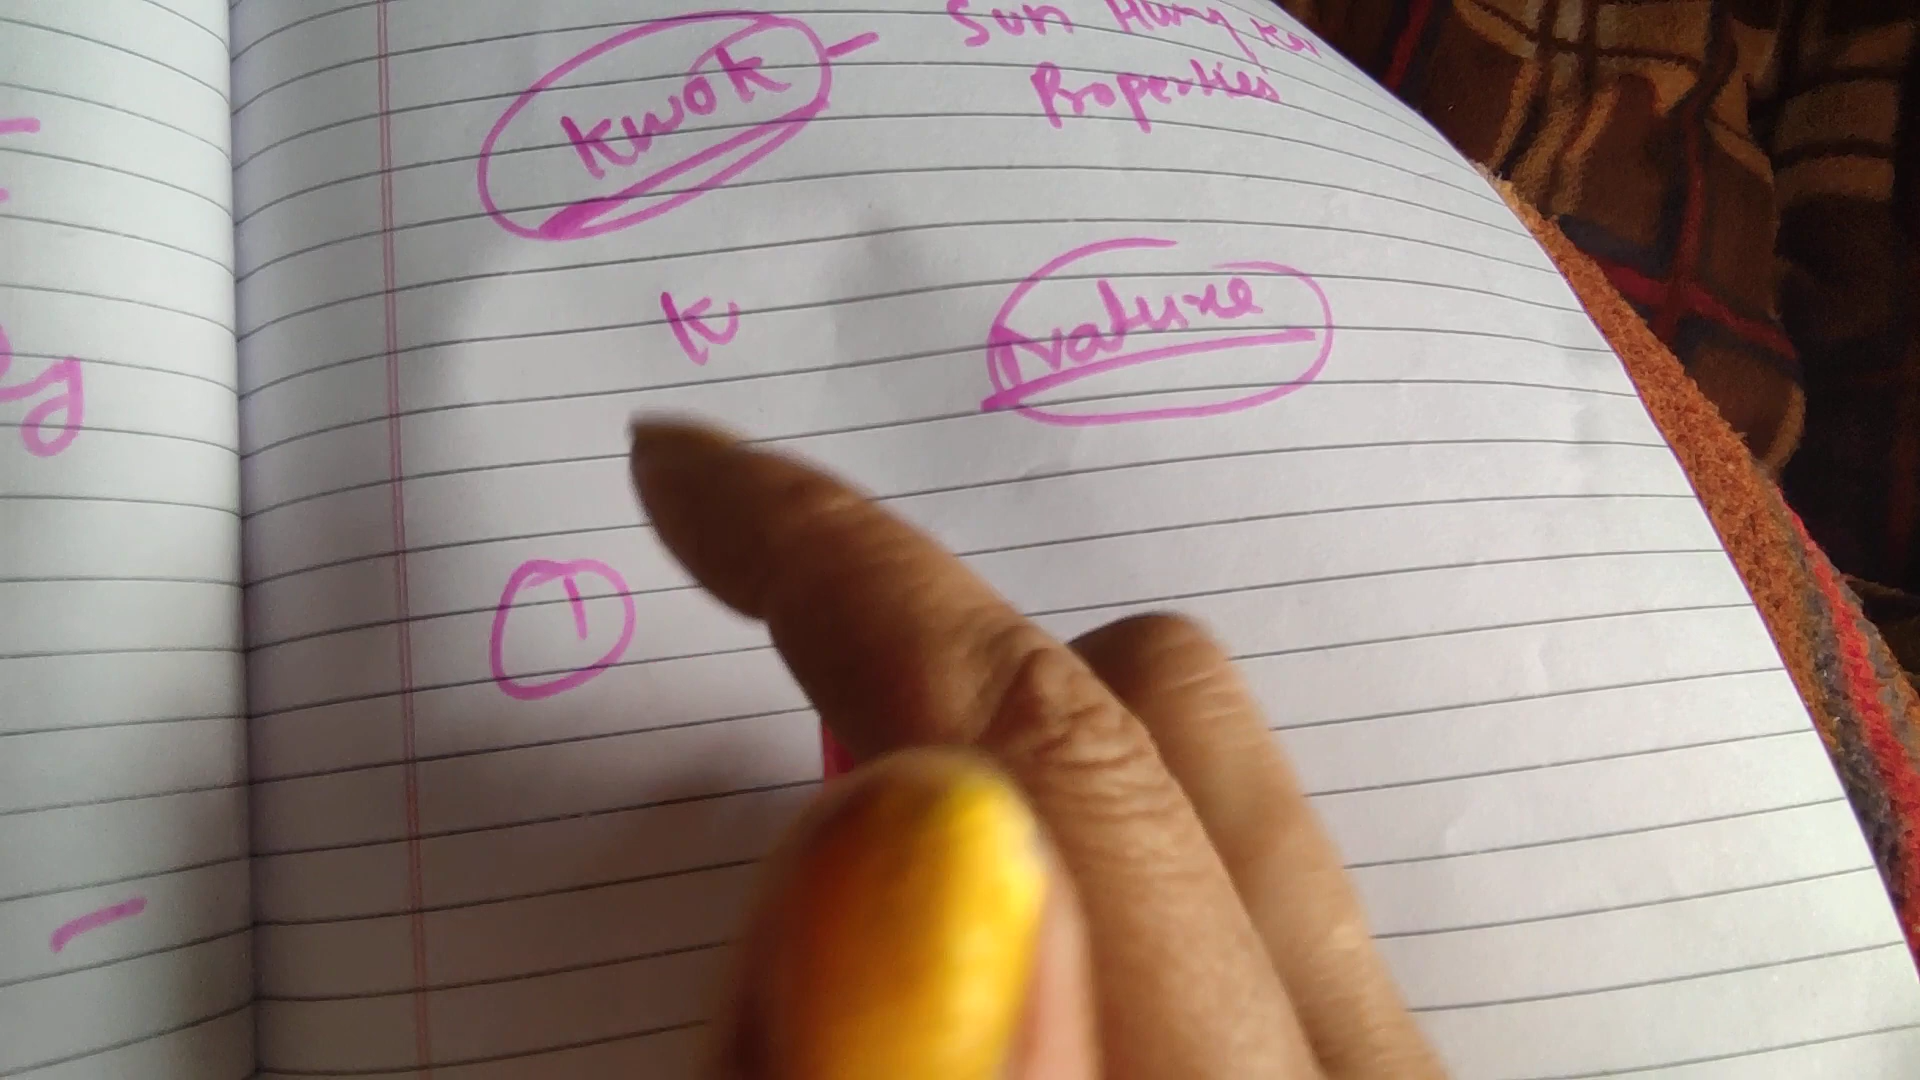 kwok - Sun Hung Kai
Properties
k
Nature
1